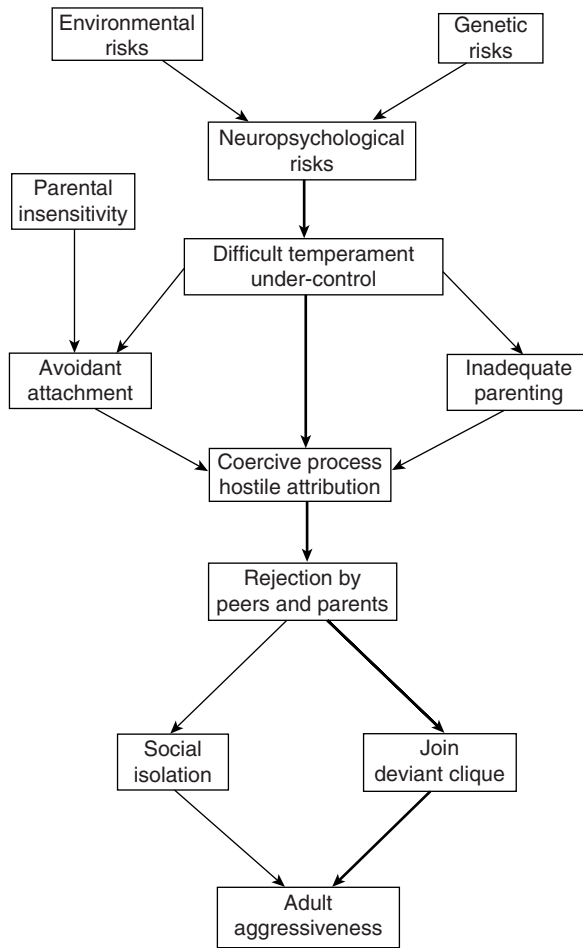 Environmental
risks
Genetic
risks
Neuropsychological
risks
Parental
insensitivity
Difficult temperament
under-control
Avoidant
attachment
Inadequate
parenting
Coercive process
hostile attribution
Rejection by
peers and parents
Social
isolation
Join
deviant clique
Adult
aggressiveness